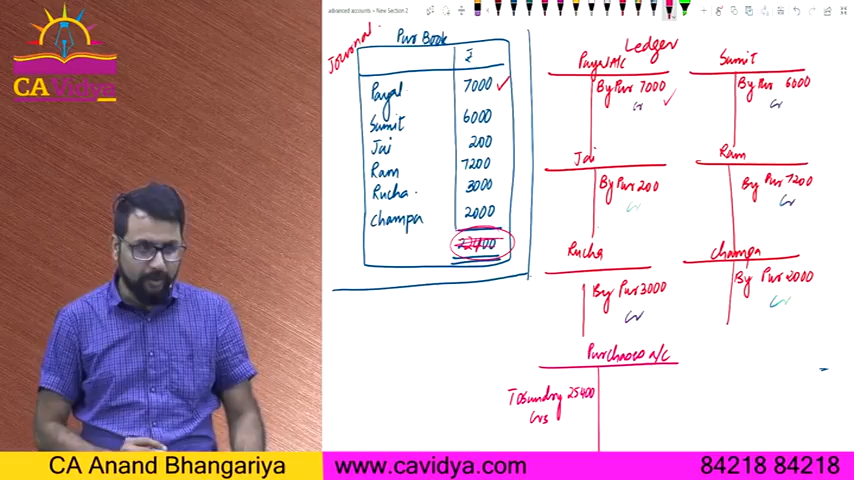 advanced accounts - New Section 2
CA Vidya
Journal
Pur Book
₹
Payal 7000
Sumit 6000
Jai 200
Ram 7200
Rucha 3000
Champa 2000
22400
Ledger
Payal A/c
By Pur 7000
Cr
Sumit
By Pur 6000
Cr
Jai
By Pur 200
Cr
Ram
By Pur 7200
Cr
Rucha
By Pur 3000
Cr
Champa
By Pur 2000
Cr
Purchases a/c
To Sundry 25400
Crs
CA Anand Bhangariya
www.cavidya.com
84218 84218